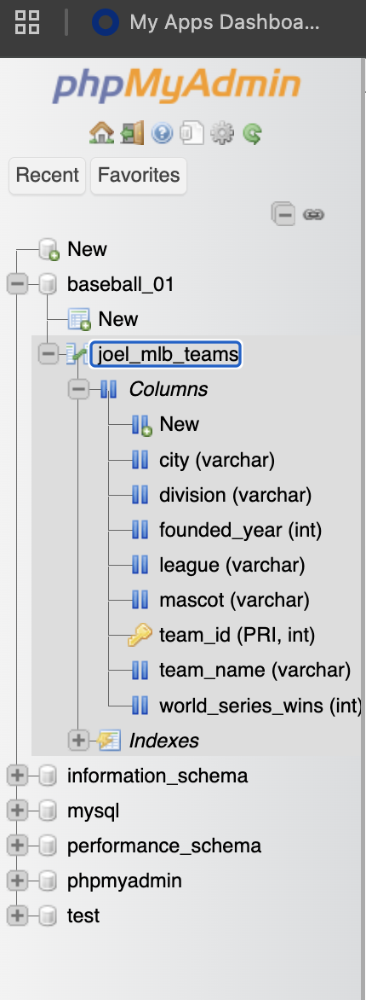 My Apps Dashboa...
phpMyAdmin
Recent Favorites
New
baseball_01
New
joel_mlb_teams
Columns
New
city (varchar)
division (varchar)
founded_year (int)
league (varchar)
mascot (varchar)
team_id (PRI, int)
team_name (varchar)
world_series_wins (int)
Indexes
information_schema
mysql
performance_schema
phpmyadmin
test